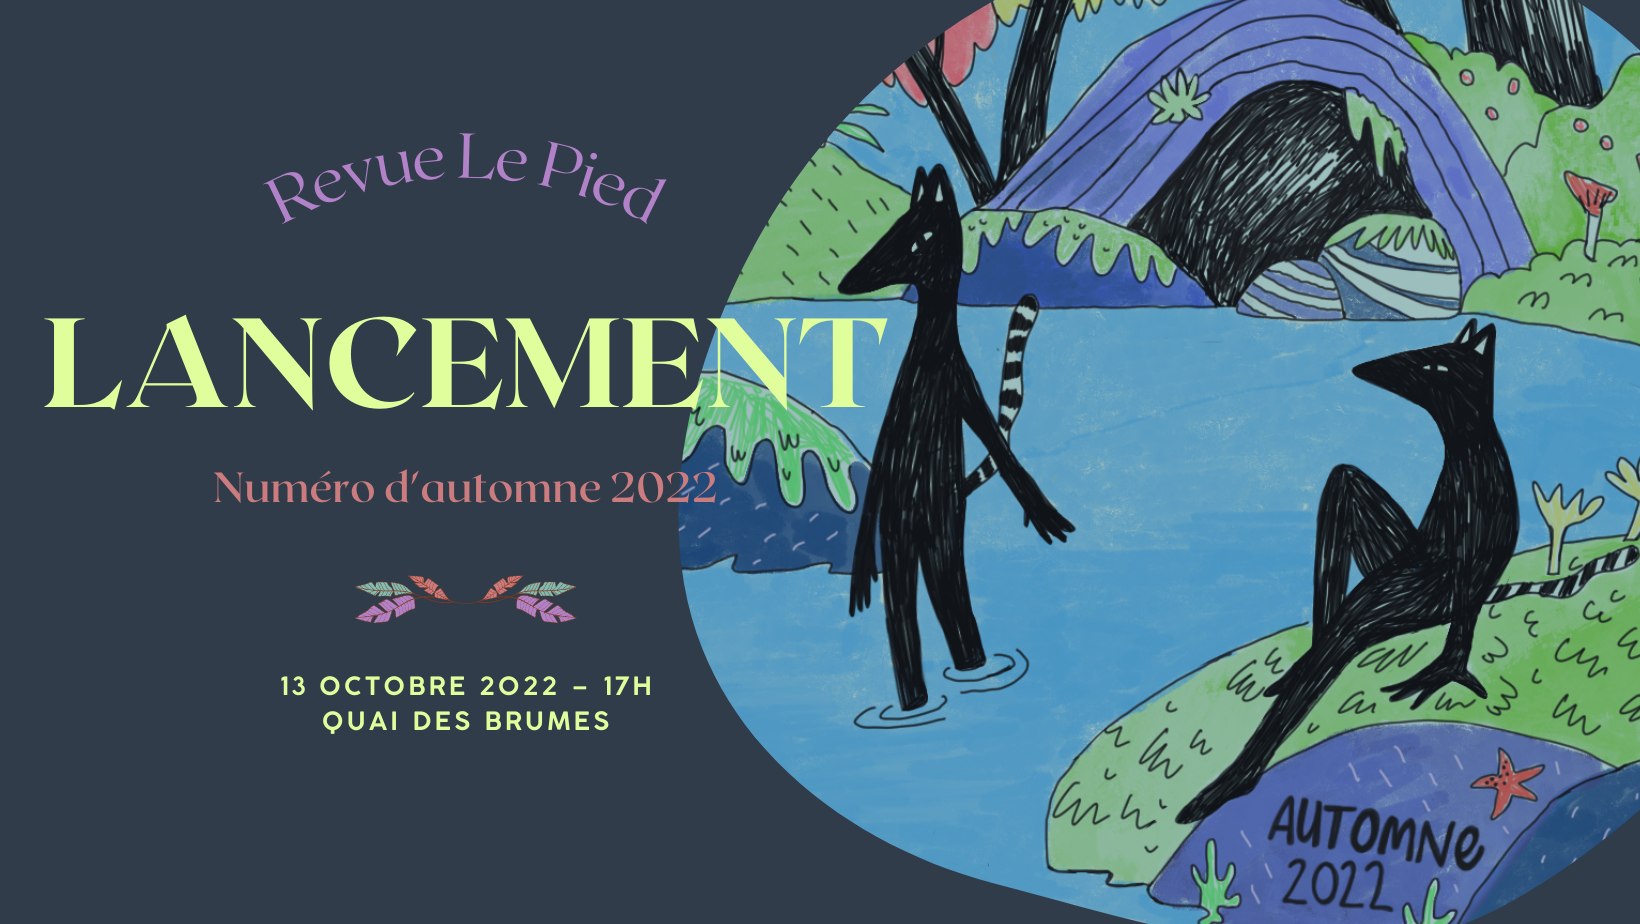 Revue Le Pied
LANCEMENT
Numéro d'automne 2022
13 OCTOBRE 2022 – 17H
QUAI DES BRUMES
AUTOMNe
2022